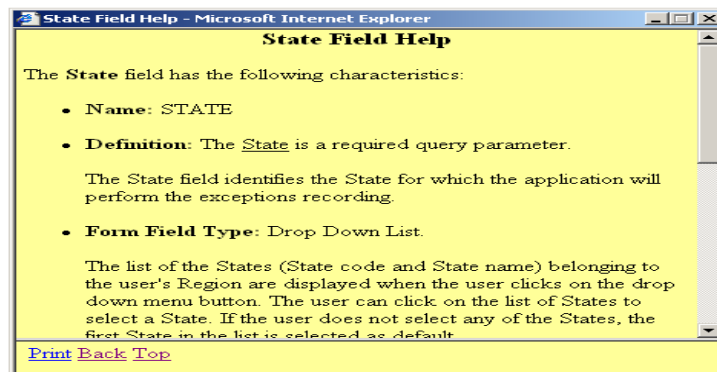 State Field Help - Microsoft Internet Explorer
State Field Help
The State field has the following characteristics:
• Name: STATE
• Definition: The State is a required query parameter.
The State field identifies the State for which the application will
perform the exceptions recording.
• Form Field Type: Drop Down List.
The list of the States (State code and State name) belonging to
the user's Region are displayed when the user clicks on the drop
down menu button. The user can click on the list of States to
select a State. If the user does not select any of the States, the
first State in the list is selected as default
Print Back Top